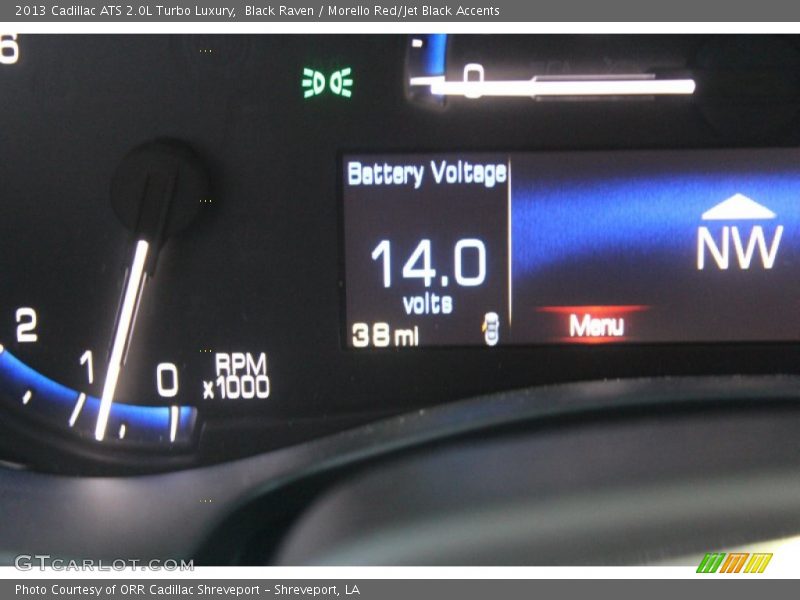 2013 Cadillac ATS 2.0L Turbo Luxury, Black Raven / Morello Red/Jet Black Accents
6
0
Battery Voltage
NW
14.0
volts
2
Menu
38 mi
1
0
RPM
x1000
GTCARLOT.COM
Photo Courtesy of ORR Cadillac Shreveport – Shreveport, LA